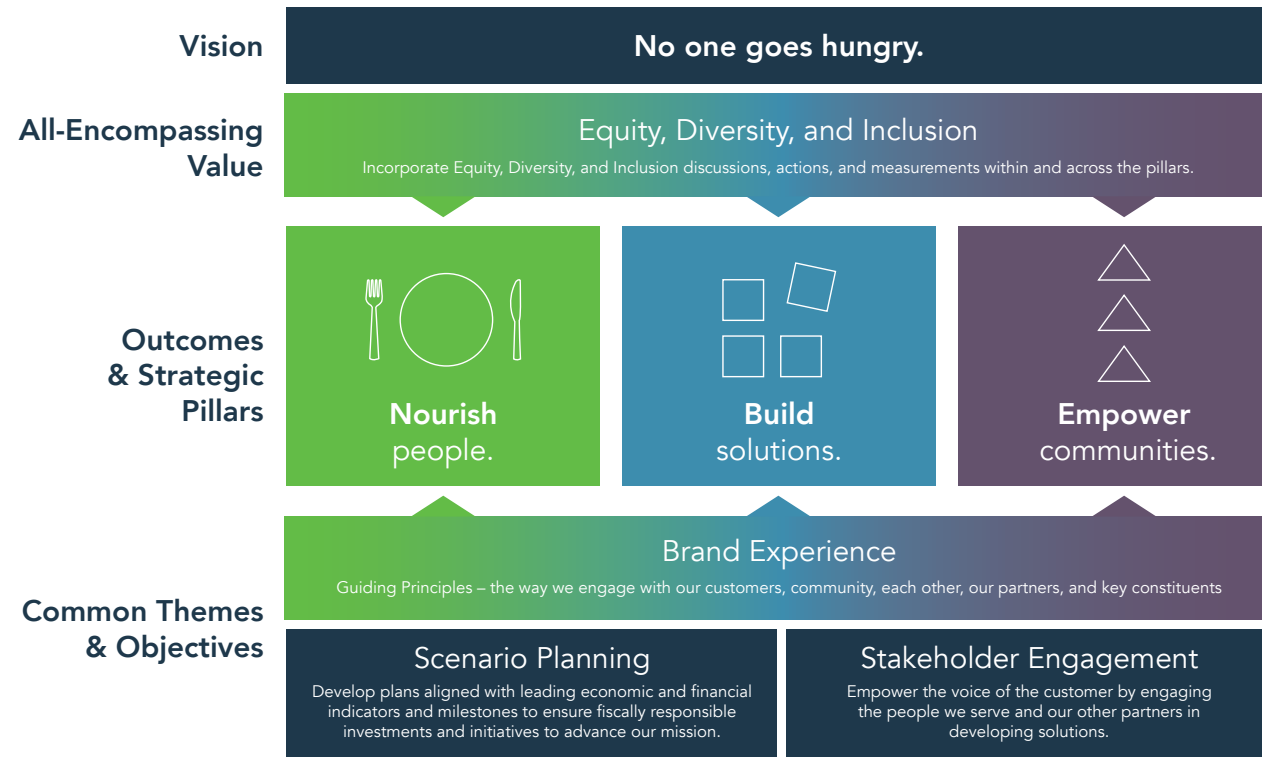 Vision
No one goes hungry.
All-Encompassing
Value
Equity, Diversity, and Inclusion
Incorporate Equity, Diversity, and Inclusion discussions, actions, and measurements within and across the pillars.
Outcomes
& Strategic
Pillars
Nourish
people.
Build
solutions.
Empower
communities.
Common Themes
& Objectives
Brand Experience
Guiding Principles – the way we engage with our customers, community, each other, our partners, and key constituents
Scenario Planning
Develop plans aligned with leading economic and financial
indicators and milestones to ensure fiscally responsible
investments and initiatives to advance our mission.
Stakeholder Engagement
Empower the voice of the customer by engaging
the people we serve and our other partners in
developing solutions.